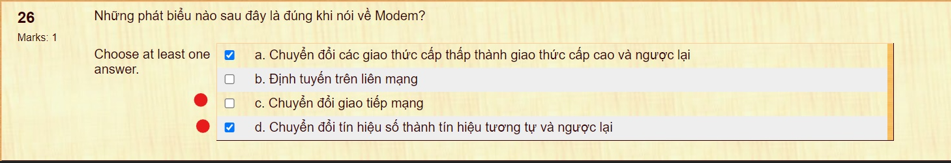 26 Những phát biểu nào sau đây là đúng khi nói về Modem?
Marks: 1
Choose at least one answer.
a. Chuyển đổi các giao thức cấp thấp thành giao thức cấp cao và ngược lại
b. Định tuyến trên liên mạng
c. Chuyển đổi giao tiếp mạng
d. Chuyển đổi tín hiệu số thành tín hiệu tương tự và ngược lại